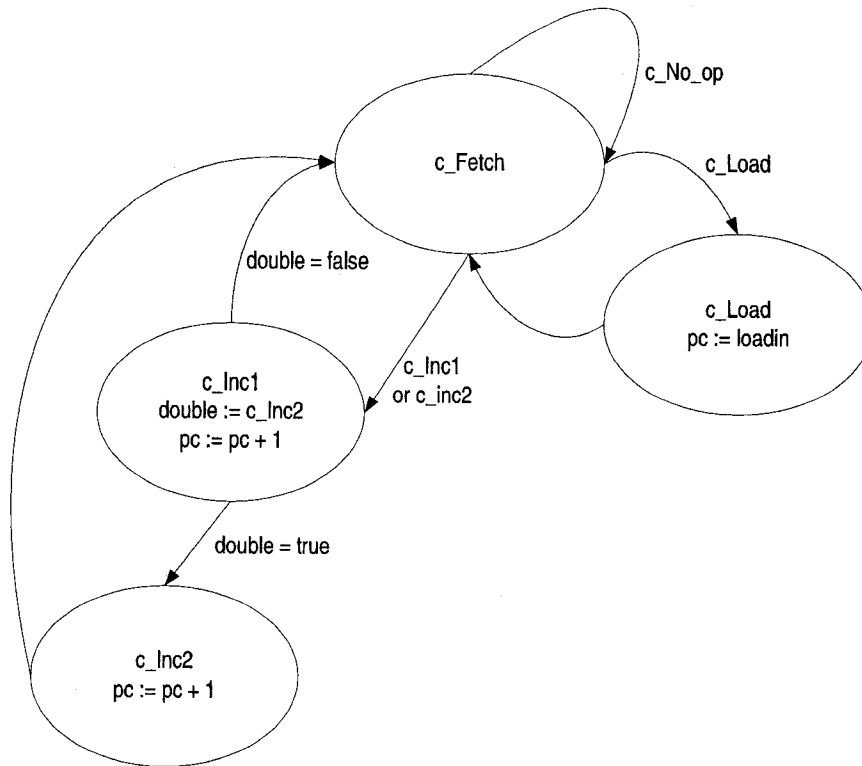 c_No_op
c_Fetch
c_Load
double = false
c_Load
pc := loadin
c_Inc1
or c_inc2
c_Inc1
double := c_Inc2
pc := pc + 1
double = true
c_Inc2
pc := pc + 1